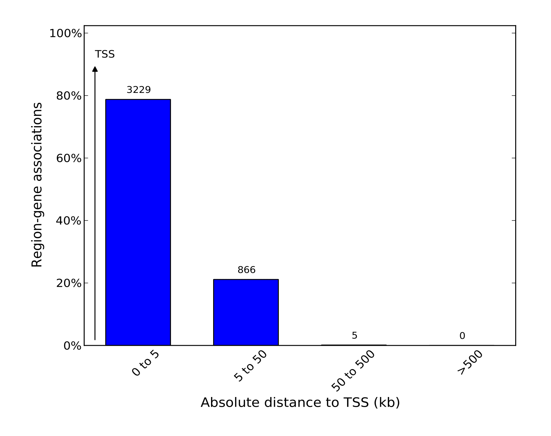 100%
TSS
3229
80%
60%
40%
866
20%
5
0
0%
0 to 5
5 to 50
50 to 500
>500
Region-gene associations
Absolute distance to TSS (kb)